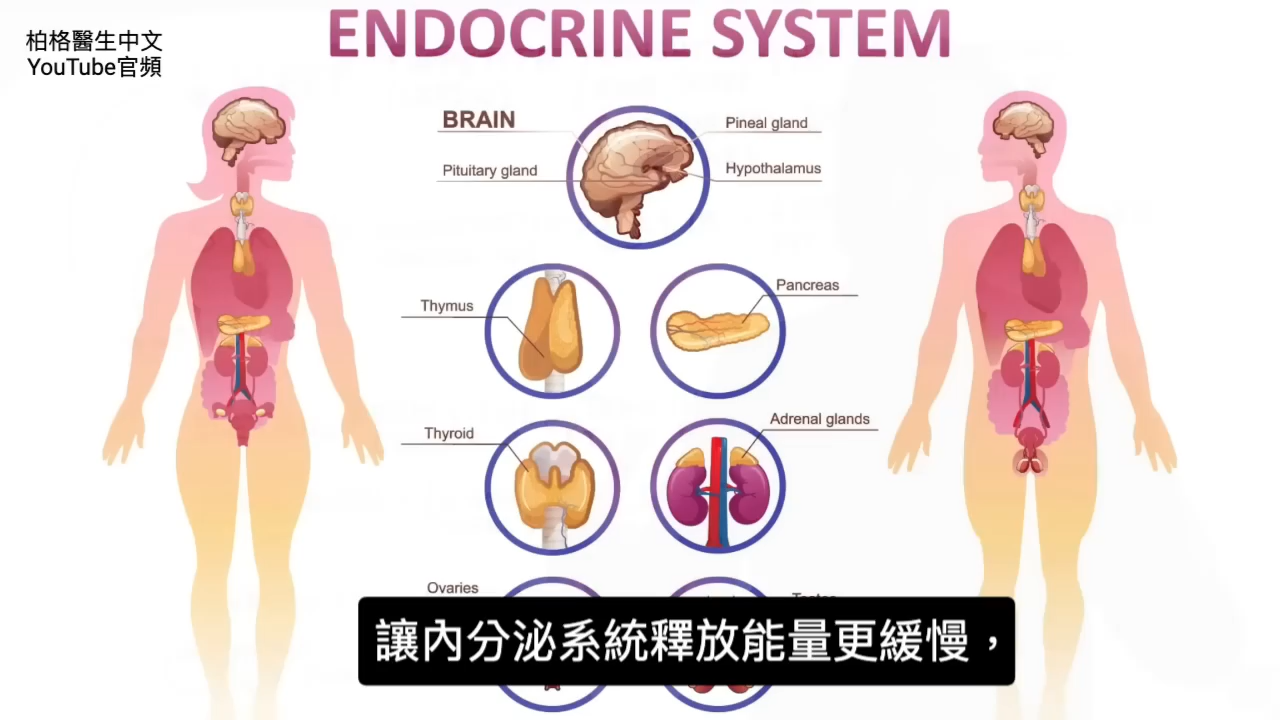 ENDOCRINE SYSTEM
柏格醫生中文
YouTube官頻
BRAIN
Pineal gland
Pituitary gland
Hypothalamus
Thymus
Pancreas
Thyroid
Adrenal glands
Ovaries
讓內分泌系統釋放能量更緩慢，